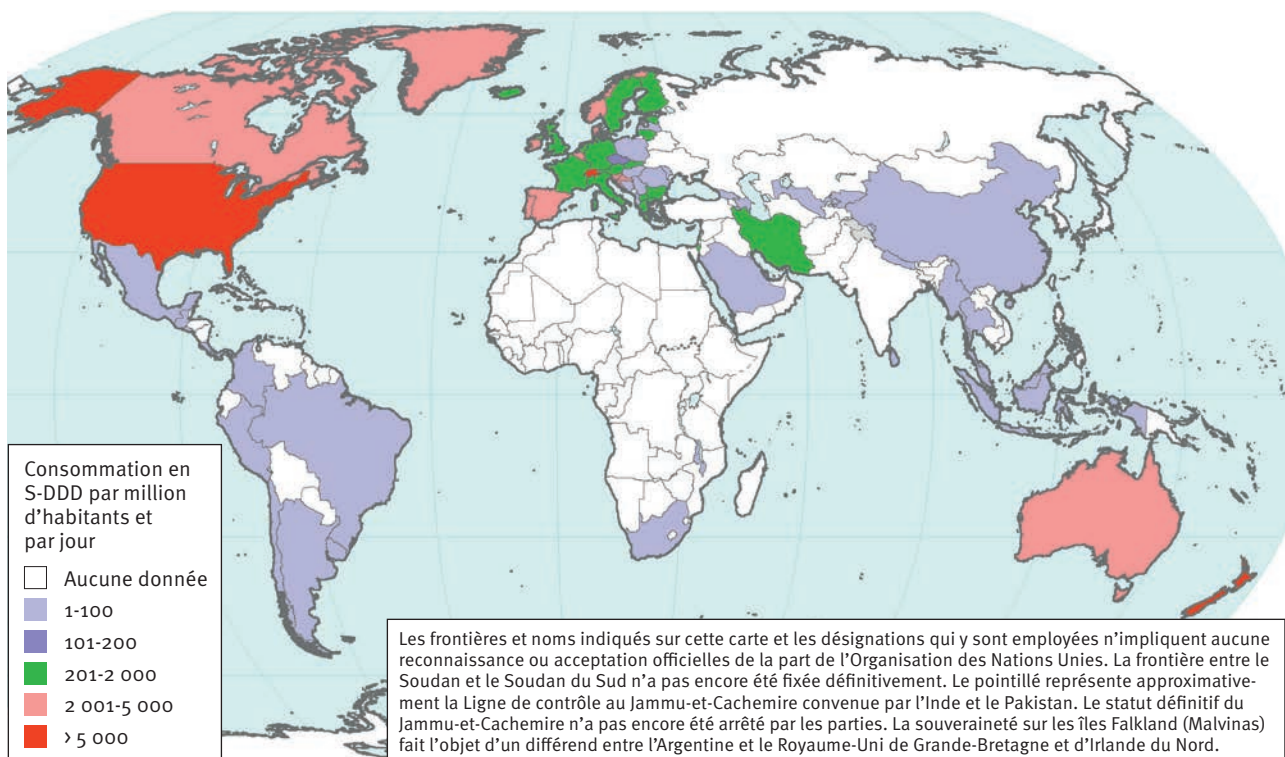 Consommation en
S-DDD par million
d’habitants et
par jour
Aucune donnée
1-100
101-200
201-2 000
2 001-5 000
› 5 000
Les frontières et noms indiqués sur cette carte et les désignations qui y sont employées n’impliquent aucune
reconnaissance ou acceptation officielles de la part de l’Organisation des Nations Unies. La frontière entre le
Soudan et le Soudan du Sud n’a pas encore été fixée définitivement. Le pointillé représente approximative-
ment la Ligne de contrôle au Jammu-et-Cachemire convenue par l’Inde et le Pakistan. Le statut définitif du
Jammu-et-Cachemire n’a pas encore été arrêté par les parties. La souveraineté sur les îles Falkland (Malvinas)
fait l’objet d’un différend entre l’Argentine et le Royaume-Uni de Grande-Bretagne et d’Irlande du Nord.